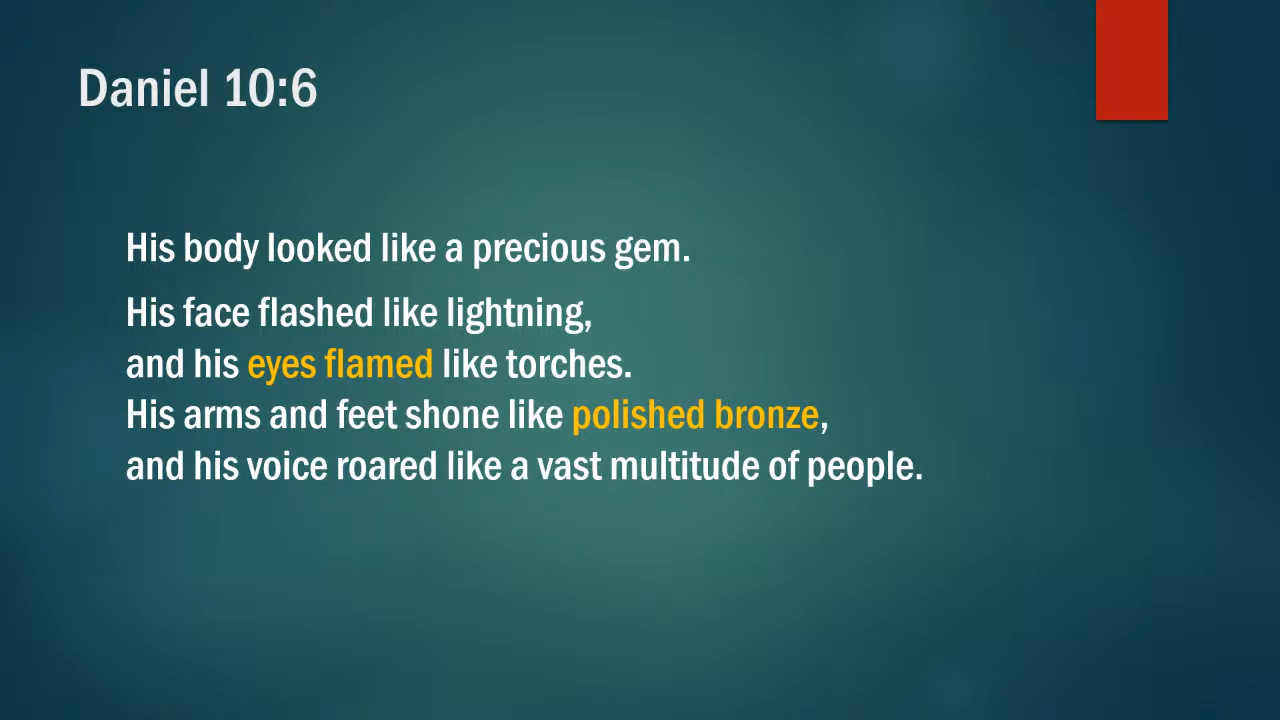 Daniel 10:6
His body looked like a precious gem.
His face flashed like lightning,
and his eyes flamed like torches.
His arms and feet shone like polished bronze,
and his voice roared like a vast multitude of people.